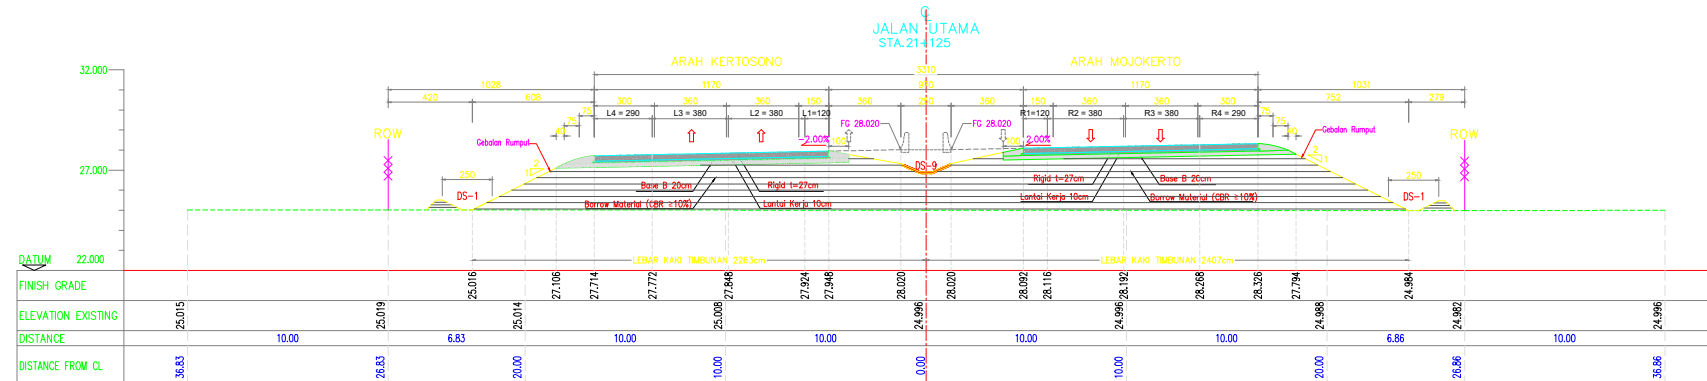 JALAN UTAMA
STA.21+125
ARAH KERTOSONO
ARAH MOJOKERTO
32.000
3310
1028 1170 970 1170 1031
420 608 300 360 360 150 360 250 360 150 360 360 300 752 279
L4 = 290 L3 = 380 L2 = 380 L1=120 FG 28.020 FG 28.020 R1=120 R2 = 380 R3 = 380 R4 = 290
75 75
ROW ROW
Gebalan Rumput 2.00% 100 100 2.00% Gebalan Rumput
27.000
DS-9
250 250
DS-1 DS-1
Base B 20cm Rigid t=27cm Rigid t=27cm Base B 20cm
Borrow Material (CBR ≥10%) Lantai Kerja 10cm Lantai Kerja 10cm Borrow Material (CBR ≥10%)
DATUM 22.000
LEBAR KAKI TIMBUNAN 2263cm LEBAR KAKI TIMBUNAN 2407cm
FINISH GRADE 25.016 27.106 27.714 27.772 27.848 27.924 27.948 28.020 28.020 28.092 28.116 28.192 28.268 28.326 27.794 24.984
ELEVATION EXISTING 25.015 25.019 25.014 25.008 24.996 24.996 24.988 24.982 24.996
DISTANCE 10.00 6.83 10.00 10.00 10.00 10.00 6.86 10.00
DISTANCE FROM CL 36.83 26.83 20.00 10.00 0.00 10.00 20.00 26.86 36.86